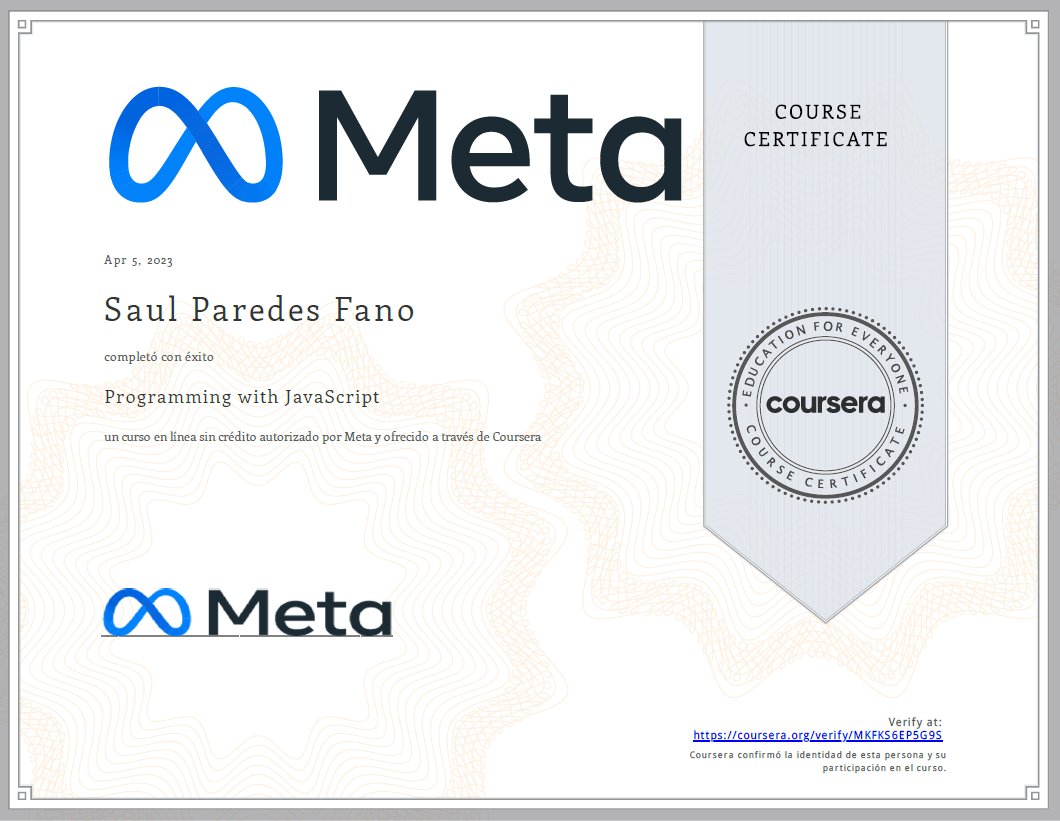 Meta
COURSE
CERTIFICATE
Apr 5, 2023
Saul Paredes Fano
completó con éxito
Programming with JavaScript
un curso en línea sin crédito autorizado por Meta y ofrecido a través de Coursera
EDUCATION FOR EVERYONE
coursera
COURSE CERTIFICATE
Meta
Verify at:
https://coursera.org/verify/MKFKS6EP5G9S
Coursera confirmó la identidad de esta persona y su
participación en el curso.